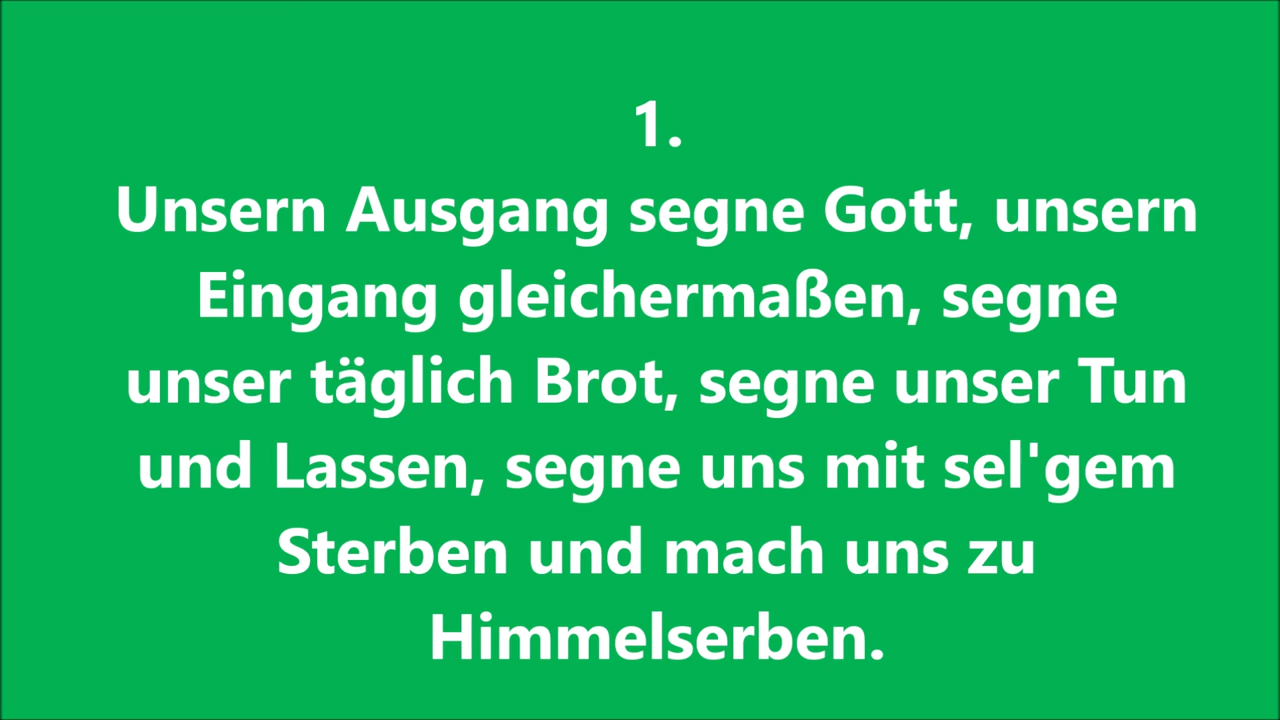 1.
Unsern Ausgang segne Gott, unsern
Eingang gleichermaßen, segne
unser täglich Brot, segne unser Tun
und Lassen, segne uns mit sel'gem
Sterben und mach uns zu
Himmelserben.